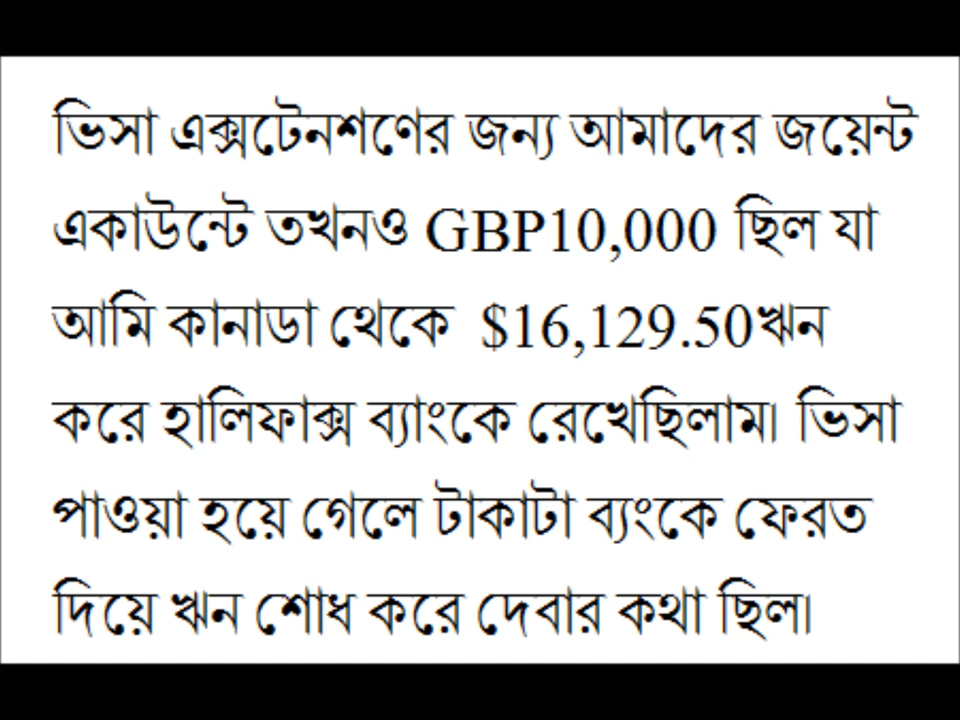 ভিসা এক্সটেনশণের জন্য আমাদের জয়েন্ট
একাউন্টে তখনও GBP10,000 ছিল যা
আমি কানাডা থেকে $16,129.50ঋন
করে হালিফাক্স ব্যাংকে রেখেছিলাম। ভিসা
পাওয়া হয়ে গেলে টাকাটা ব্যংকে ফেরত
দিয়ে ঋন শোধ করে দেবার কথা ছিল।